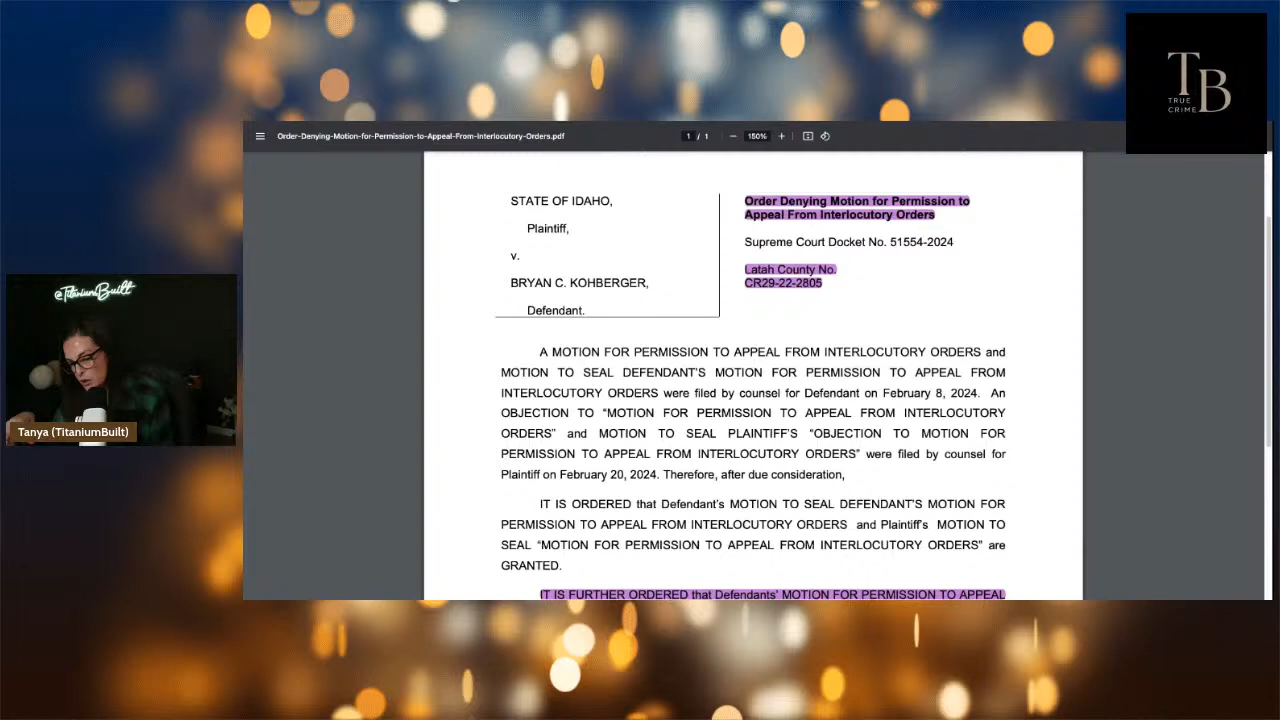 TB
TRUE
CRIME
Order-Denying-Motion-for-Permission-to-Appeal-From-Interlocutory-Orders.pdf
1 / 1
150%
STATE OF IDAHO,
Plaintiff,
v.
BRYAN C. KOHBERGER,
Defendant.
Order Denying Motion for Permission to
Appeal From Interlocutory Orders
Supreme Court Docket No. 51554-2024
Latah County No.
CR29-22-2805
A MOTION FOR PERMISSION TO APPEAL FROM INTERLOCUTORY ORDERS and
MOTION TO SEAL DEFENDANT'S MOTION FOR PERMISSION TO APPEAL FROM
INTERLOCUTORY ORDERS were filed by counsel for Defendant on February 8, 2024. An
OBJECTION TO “MOTION FOR PERMISSION TO APPEAL FROM INTERLOCUTORY
ORDERS” and MOTION TO SEAL PLAINTIFF'S “OBJECTION TO MOTION FOR
PERMISSION TO APPEAL FROM INTERLOCUTORY ORDERS” were filed by counsel for
Plaintiff on February 20, 2024. Therefore, after due consideration,
IT IS ORDERED that Defendant's MOTION TO SEAL DEFENDANT'S MOTION FOR
PERMISSION TO APPEAL FROM INTERLOCUTORY ORDERS and Plaintiff's MOTION TO
SEAL “MOTION FOR PERMISSION TO APPEAL FROM INTERLOCUTORY ORDERS” are
GRANTED.
IT IS FURTHER ORDERED that Defendants' MOTION FOR PERMISSION TO APPEAL
@TitaniumBuilt
Tanya (TitaniumBuilt)